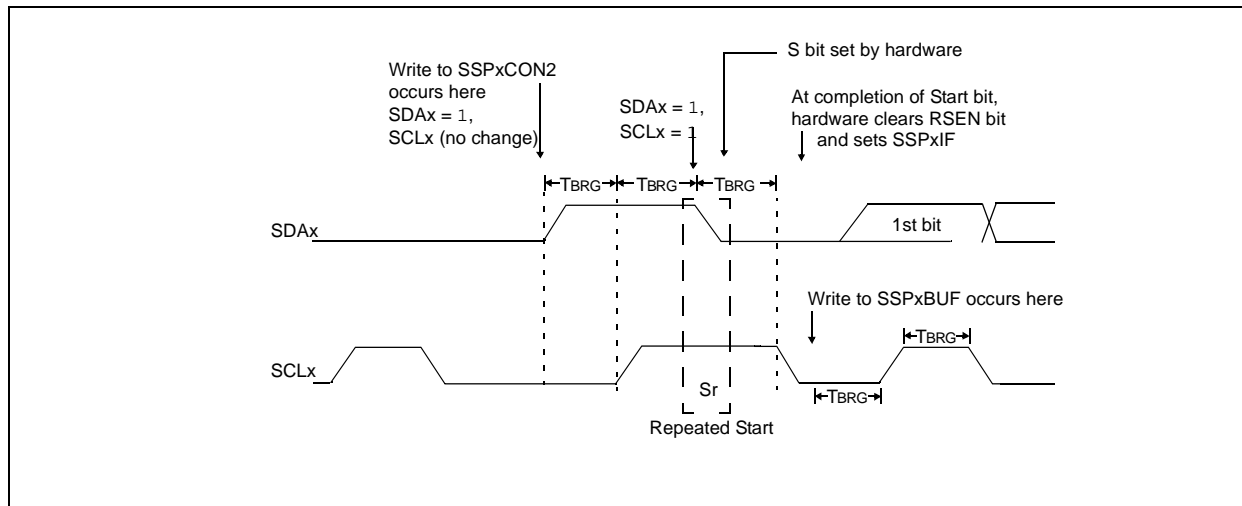 S bit set by hardware
Write to SSPxCON2
occurs here
SDAx = 1,
SCLx (no change)
SDAx = 1,
SCLx = 1
At completion of Start bit,
hardware clears RSEN bit
and sets SSPxIF
TBRG TBRG TBRG
SDAx
1st bit
Write to SSPxBUF occurs here
TBRG
SCLx
Sr
TBRG
Repeated Start